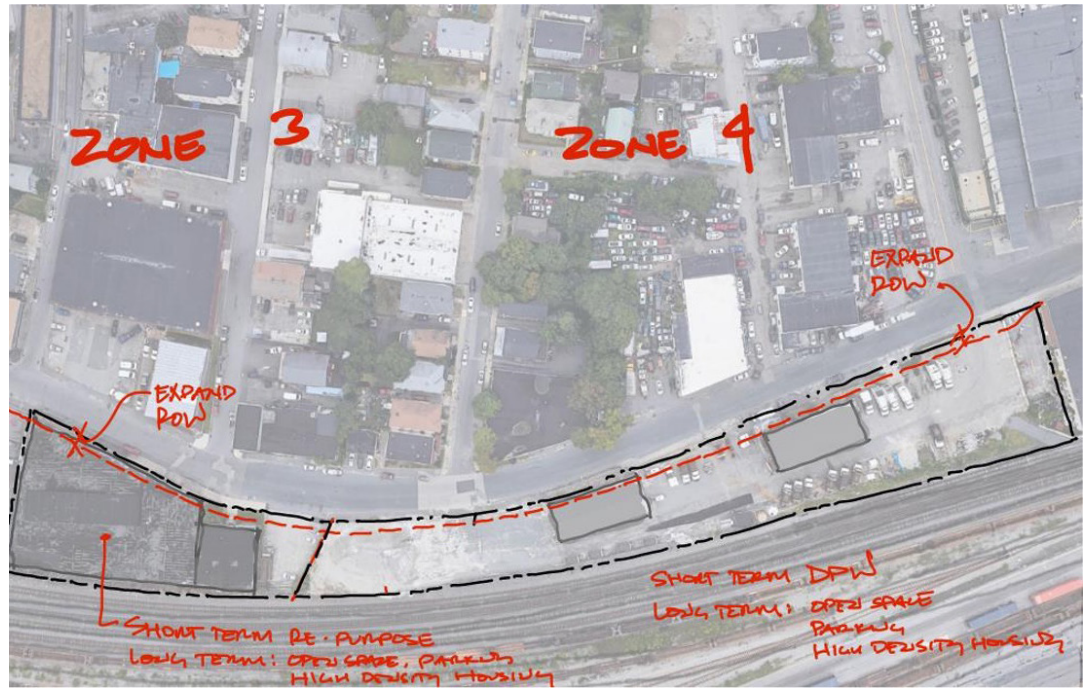 ZONE 3
ZONE 4
EXPAND
ROW
EXPAND
ROW
SHORT TERM RE-PURPOSE
LONG TERM: OPEN SPACE, PARKING
HIGH DENSITY HOUSING
SHORT TERM DPW
LONG TERM: OPEN SPACE
PARKING
HIGH DENSITY HOUSING